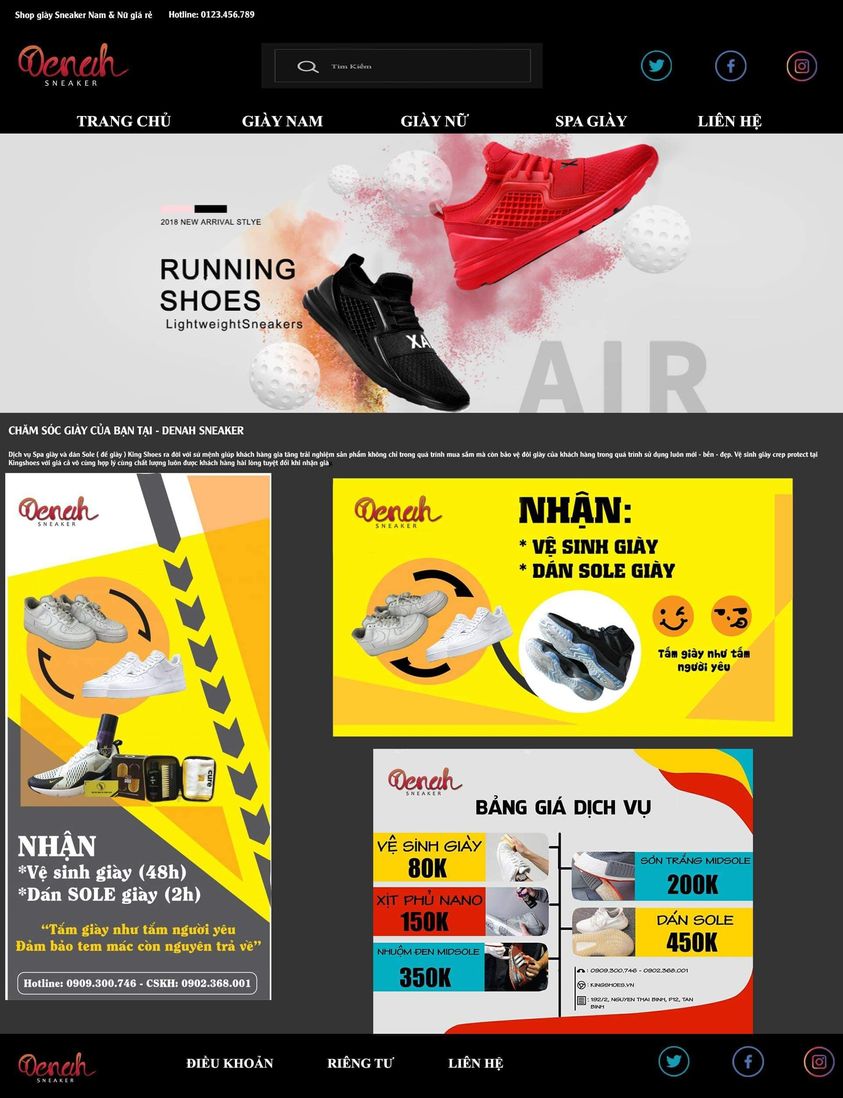 Shop giày Sneaker Nam & Nữ giá rẻ Hotline: 0123.456.789
Denah
SNEAKER
Tìm Kiếm
TRANG CHỦ GIÀY NAM GIÀY NỮ SPA GIÀY LIÊN HỆ
2018 NEW ARRIVAL STLYE
RUNNING
SHOES
LightweightSneakers
X
XA
AIR
CHĂM SÓC GIÀY CỦA BẠN TẠI - DENAH SNEAKER
Dịch vụ Spa giày và dán Sole ( đế giày ) King Shoes ra đời với sứ mệnh giúp khách hàng gia tăng trải nghiệm sản phẩm không chỉ trong quá trình mua sắm mà còn bảo vệ đôi giày của khách hàng trong quá trình sử dụng luôn mới - bền - đẹp. Vệ sinh giày crep protect tại
Kingshoes với giá cả vô cùng hợp lý cùng chất lượng luôn được khách hàng hài lòng tuyệt đối khi nhận già
Denah
SNEAKER
NHẬN
*Vệ sinh giày (48h)
*Dán SOLE giày (2h)
“Tắm giày như tắm người yêu
Đảm bảo tem mác còn nguyên trả về”
Hotline: 0909.300.746 - CSKH: 0902.368.001
Denah
SNEAKER
NHẬN:
* VỆ SINH GIÀY
* DÁN SOLE GIÀY
Tắm giày như tắm
người yêu
Denah
SNEAKER
BẢNG GIÁ DỊCH VỤ
VỆ SINH GIÀY
80K
XỊT PHỦ NANO
150K
NHUỘM ĐEN MIDSOLE
350K
SƠN TRẮNG MIDSOLE
200K
DÁN SOLE
450K
: 0909.300.746 - 0902.368.001
: KINGSHOES.VN
: 192/2, NGUYEN THAI BINH, F12, TAN
BINH
Denah
SNEAKER
ĐIỀU KHOẢN RIÊNG TƯ LIÊN HỆ